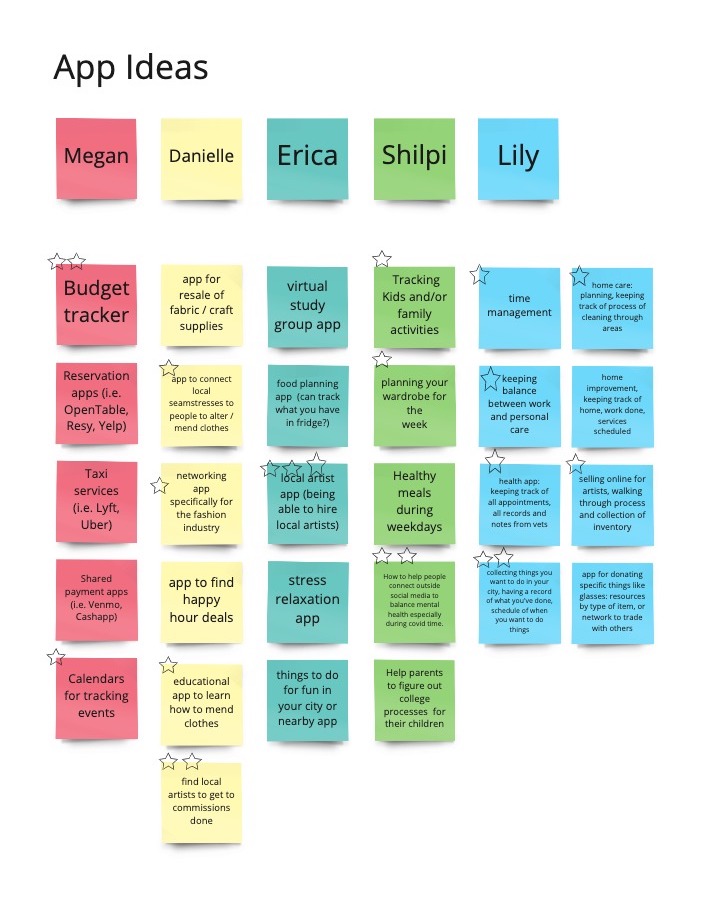 App Ideas
Megan
Danielle
Erica
Shilpi
Lily
Budget
tracker
app for
resale of
fabric / craft
supplies
virtual
study
group app
Tracking
Kids and/or
family
activities
time
management
home care:
planning, keeping
track of process of
cleaning through
areas
Reservation
apps (i.e.
OpenTable,
Resy, Yelp)
app to connect
local
seamstresses to
people to alter /
mend clothes
food planning
app (can track
what you have
in fridge?)
planning your
wardrobe for
the
week
keeping
balance
between work
and personal
care
home
improvement,
keeping track of
home, work done,
services
scheduled
Taxi
services
(i.e. Lyft,
Uber)
networking
app
specifically for
the fashion
industry
local artist
app (being
able to hire
local artists)
Healthy
meals
during
weekdays
health app:
keeping track of
all appointments,
all records and
notes from vets
selling online for
artists, walking
through process
and collection of
inventory
Shared
payment apps
(i.e. Venmo,
Cashapp)
app to find
happy
hour deals
stress
relaxation
app
How to help people
connect outside
social media to
balance mental
health especially
during covid time.
collecting things you
want to do in your
city, having a record
of what you've done,
schedule of when
you want to do
things
app for donating
specific things like
glasses: resources
by type of item, or
network to trade
with others
Calendars
for tracking
events
educational
app to learn
how to mend
clothes
things to do
for fun in
your city or
nearby app
Help parents
to figure out
college
processes for
their children
find local
artists to get to
commissions
done